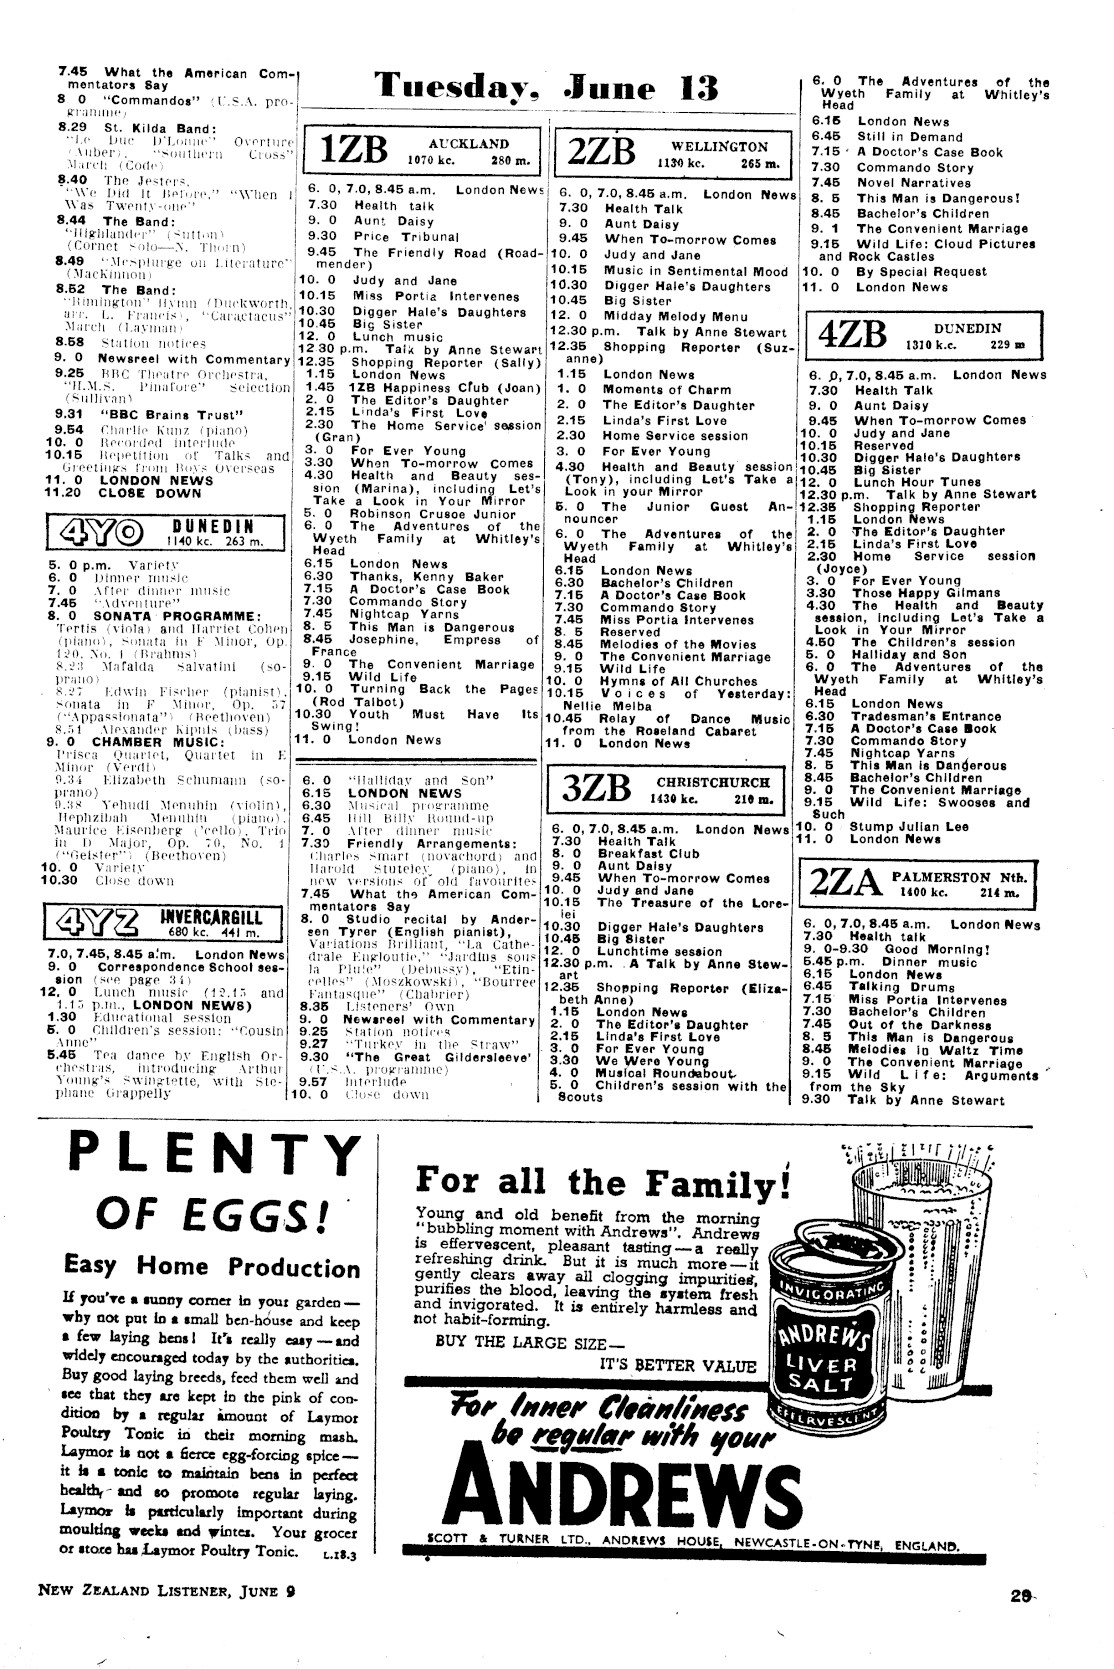 7.45 What the American Com-
mentators Say
8 0 "Commandos" (U.S.A. pro-
gramme)
8.29 St. Kilda Band:
"Le Duc D'Lonne" Overture
(Auber), "Southern Cross"
March (Code)
8.40 The Jesters,
"We Did It Before," "When I
Was Twenty-one"
8.44 The Band:
"Highlander" (Sutton)
(Cornet Solo—N. Thorn)
8.49 "Mesplurge on Literature"
(MacKinnon)
8.52 The Band:
"Rimington" Hymn (Duckworth,
arr. L. Francis), "Caractacus"
March (Layman)
8.58 Station notices
9. 0 Newsreel with Commentary
9.25 BBC Theatre Orchestra,
"H.M.S. Pinafore" Selection
(Sullivan)
9.31 "BBC Brains Trust"
9.54 Charlie Kunz (piano)
10. 0 Recorded interlude
10.15 Repetition of Talks and
Greetings from Boys Overseas
11. 0 LONDON NEWS
11.20 CLOSE DOWN
4YO DUNEDIN
1140 kc. 263 m.
5. 0 p.m. Variety
6. 0 Dinner music
7. 0 After dinner music
7.45 "Adventure"
8. 0 SONATA PROGRAMME:
Tertis (viola) and Harriet Cohen
(piano), Sonata in F Minor, Op.
120, No. 1 (Brahms)
8.23 Mafalda Salvatini (so-
prano)
8.27 Edwin Fischer (pianist),
Sonata in F Minor, Op. 57
("Appassionata") (Beethoven)
8.51 Alexander Kipnis (bass)
9. 0 CHAMBER MUSIC:
Prisca Quartet, Quartet in E
Minor (Verdi)
9.34 Elizabeth Schumann (so-
prano)
9.38 Yehudi Menuhin (violin),
Hephzibah Menuhin (piano),
Maurice Eisenberg ('cello), Trio
in D Major, Op. 70, No. 1
("Geister") (Beethoven)
10. 0 Variety
10.30 Close down
4YZ INVERCARGILL
680 kc. 441 m.
7.0, 7.45, 8.45 a.m. London News
9. 0 Correspondence School ses-
sion (see page 34)
12. 0 Lunch music (12.15 and
1.15 p.m., LONDON NEWS)
1.30 Educational session
5. 0 Children's session: "Cousin
Anne"
5.45 Tea dance by English Or-
chestras, introducing Arthur
Young's Swingtette, with Ste-
phane Grappelly
Tuesday, June 13
1ZB AUCKLAND
1070 kc. 280 m.
6. 0, 7.0, 8.45 a.m. London News
7.30 Health talk
9. 0 Aunt Daisy
9.30 Price Tribunal
9.45 The Friendly Road (Road-
mender)
10. 0 Judy and Jane
10.15 Miss Portia Intervenes
10.30 Digger Hale's Daughters
10.45 Big Sister
12. 0 Lunch music
12.30 p.m. Talk by Anne Stewart
12.35 Shopping Reporter (Sally)
1.15 London News
1.45 1ZB Happiness Club (Joan)
2. 0 The Editor's Daughter
2.15 Linda's First Love
2.30 The Home Service session
(Gran)
3. 0 For Ever Young
3.30 When To-morrow Comes
4.30 Health and Beauty ses-
sion (Marina), including Let's
Take a Look in Your Mirror
5. 0 Robinson Crusoe Junior
6. 0 The Adventures of the
Wyeth Family at Whitley's
Head
6.15 London News
6.30 Thanks, Kenny Baker
7.15 A Doctor's Case Book
7.30 Commando Story
7.45 Nightcap Yarns
8. 5 This Man is Dangerous
8.45 Josephine, Empress of
France
9. 0 The Convenient Marriage
9.15 Wild Life
10. 0 Turning Back the Pages
(Rod Talbot)
10.30 Youth Must Have Its
Swing!
11. 0 London News
6. 0 "Halliday and Son"
6.15 LONDON NEWS
6.30 Musical programme
6.45 Hill Billy Round-up
7. 0 After dinner music
7.30 Friendly Arrangements:
Charles Smart (novachord) and
Harold Stuteley (piano), in
new versions of old favourites
7.45 What the American Com-
mentators Say
8. 0 Studio recital by Ander-
sen Tyrer (English pianist),
Variations Brilliant, "La Cathe-
drale Engloutie," "Jardins sous
la Pluie" (Debussy), "Etin-
celles" (Moszkowski), "Bourree
Fantasque" (Chabrier)
8.35 Listeners' Own
9. 0 Newsreel with Commentary
9.25 Station notices
9.27 "Turkey in the Straw"
9.30 "The Great Gildersleeve'
(U.S.A. programme)
9.57 Interlude
10. 0 Close down
2ZB WELLINGTON
1130 kc. 265 m.
6. 0, 7.0, 8.45 a.m. London News
7.30 Health Talk
9. 0 Aunt Daisy
9.45 When To-morrow Comes
10. 0 Judy and Jane
10.15 Music in Sentimental Mood
10.30 Digger Hale's Daughters
10.45 Big Sister
12. 0 Midday Melody Menu
12.30 p.m. Talk by Anne Stewart
12.35 Shopping Reporter (Suz-
anne)
1.15 London News
1. 0 Moments of Charm
2. 0 The Editor's Daughter
2.15 Linda's First Love
2.30 Home Service session
3. 0 For Ever Young
4.30 Health and Beauty session
(Tony), including Let's Take a
Look in your Mirror
5. 0 The Junior Guest An-
nouncer
6. 0 The Adventures of the
Wyeth Family at Whitley's
Head
6.15 London News
6.30 Bachelor's Children
7.15 A Doctor's Case Book
7.30 Commando Story
7.45 Miss Portia Intervenes
8. 5 Reserved
8.45 Melodies of the Movies
9. 0 The Convenient Marriage
9.15 Wild Life
10. 0 Hymns of All Churches
10.15 Voices of Yesterday:
Nellie Melba
10.45 Relay of Dance Music
from the Roseland Cabaret
11. 0 London News
3ZB CHRISTCHURCH
1430 kc. 210 m.
6. 0, 7.0, 8.45 a.m. London News
7.30 Health Talk
8. 0 Breakfast Club
9. 0 Aunt Daisy
9.45 When To-morrow Comes
10. 0 Judy and Jane
10.15 The Treasure of the Lore-
lei
10.30 Digger Hale's Daughters
10.45 Big Sister
12. 0 Lunchtime session
12.30 p.m. A Talk by Anne Stew-
art
12.35 Shopping Reporter (Eliza-
beth Anne)
1.15 London News
2. 0 The Editor's Daughter
2.15 Linda's First Love
3. 0 For Ever Young
3.30 We Were Young
4. 0 Musical Roundabout
5. 0 Children's session with the
Scouts
6. 0 The Adventures of the
Wyeth Family at Whitley's
Head
6.15 London News
6.45 Still in Demand
7.15 A Doctor's Case Book
7.30 Commando Story
7.45 Novel Narratives
8. 5 This Man is Dangerous!
8.45 Bachelor's Children
9. 1 The Convenient Marriage
9.15 Wild Life: Cloud Pictures
and Rock Castles
10. 0 By Special Request
11. 0 London News
4ZB DUNEDIN
1310 k.c. 229 m
6. 0, 7.0, 8.45 a.m. London News
7.30 Health Talk
9. 0 Aunt Daisy
9.45 When To-morrow Comes
10. 0 Judy and Jane
10.15 Reserved
10.30 Digger Hale's Daughters
10.45 Big Sister
12. 0 Lunch Hour Tunes
12.30 p.m. Talk by Anne Stewart
12.35 Shopping Reporter
1.15 London News
2. 0 The Editor's Daughter
2.15 Linda's First Love
2.30 Home Service session
(Joyce)
3. 0 For Ever Young
3.30 Those Happy Gilmans
4.30 The Health and Beauty
session, including Let's Take a
Look in Your Mirror
4.50 The Children's session
5. 0 Halliday and Son
6. 0 The Adventures of the
Wyeth Family at Whitley's
Head
6.15 London News
6.30 Tradesman's Entrance
7.15 A Doctor's Case Book
7.30 Commando Story
7.45 Nightcap Yarns
8. 5 This Man is Dangerous
8.45 Bachelor's Children
9. 0 The Convenient Marriage
9.15 Wild Life: Swooses and
Such
10. 0 Stump Julian Lee
11. 0 London News
2ZA PALMERSTON Nth.
1400 kc. 214 m.
6. 0, 7.0, 8.45 a.m. London News
7.30 Health talk
9. 0-9.30 Good Morning!
5.45 p.m. Dinner music
6.15 London News
6.45 Talking Drums
7.15 Miss Portia Intervenes
7.30 Bachelor's Children
7.45 Out of the Darkness
8. 5 This Man is Dangerous
8.45 Melodies in Waltz Time
9. 0 The Convenient Marriage
9.15 Wild Life: Arguments
from the Sky
9.30 Talk by Anne Stewart
PLENTY
OF EGGS!
Easy Home Production
If you've a sunny corner in your garden—
why not put in a small hen-house and keep
a few laying hens! It's really easy—and
widely encouraged today by the authorities.
Buy good laying breeds, feed them well and
see that they are kept in the pink of con-
dition by a regular amount of Laymor
Poultry Tonic in their morning mash.
Laymor is not a fierce egg-forcing spice—
it is a tonic to maintain hens in perfect
health, and so promote regular laying.
Laymor is particularly important during
moulting weeks and winter. Your grocer
or store has Laymor Poultry Tonic. L.18.3
For all the Family!
Young and old benefit from the morning
"bubbling moment with Andrews". Andrews
is effervescent, pleasant tasting—a really
refreshing drink. But it is much more—it
gently clears away all clogging impurities,
purifies the blood, leaving the system fresh
and invigorated. It is entirely harmless and
not habit-forming.
BUY THE LARGE SIZE—
IT'S BETTER VALUE
INVIGORATING
ANDREWS
LIVER
SALT
EFFERVESCENT
For Inner Cleanliness
be regular with your
ANDREWS
SCOTT & TURNER LTD., ANDREWS HOUSE, NEWCASTLE-ON-TYNE, ENGLAND.
NEW ZEALAND LISTENER, JUNE 9
29